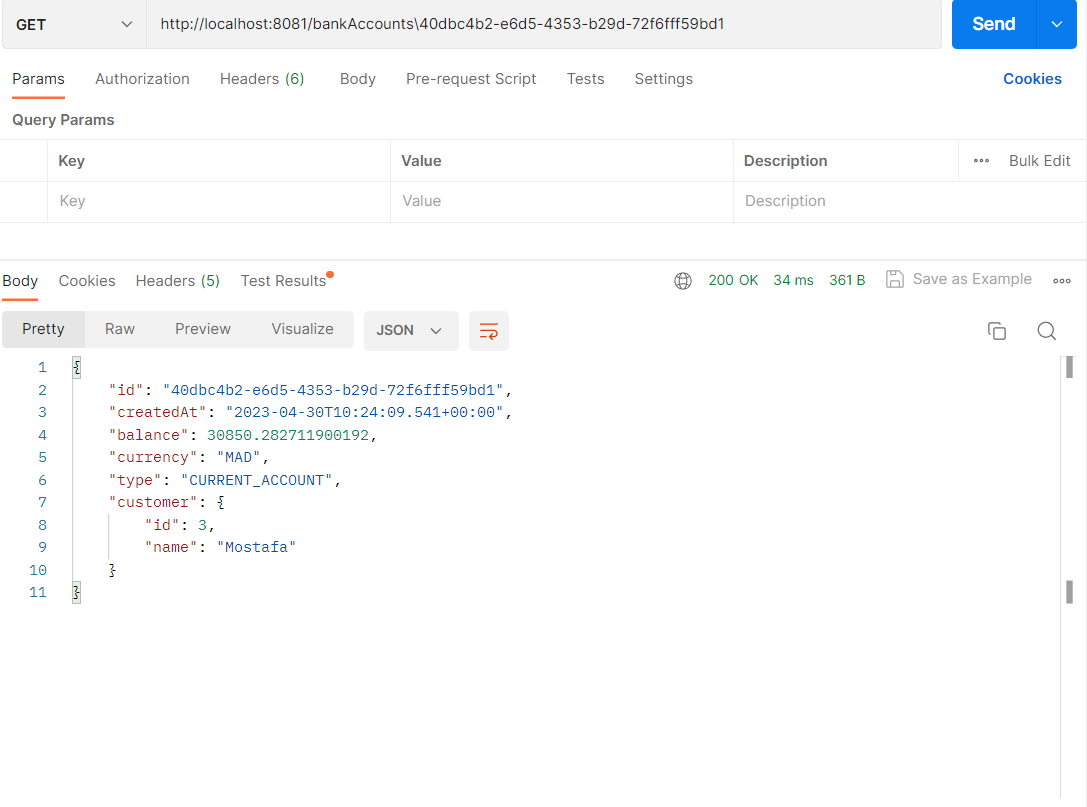 GET http://localhost:8081/bankAccounts\40dbc4b2-e6d5-4353-b29d-72f6fff59bd1 Send
Params Authorization Headers (6) Body Pre-request Script Tests Settings Cookies
Query Params
Key Value Description Bulk Edit
Key Value Description
Body Cookies Headers (5) Test Results 200 OK 34 ms 361 B Save as Example
Pretty Raw Preview Visualize JSON
1 {
2 "id": "40dbc4b2-e6d5-4353-b29d-72f6fff59bd1",
3 "createdAt": "2023-04-30T10:24:09.541+00:00",
4 "balance": 30850.282711900192,
5 "currency": "MAD",
6 "type": "CURRENT_ACCOUNT",
7 "customer": {
8 "id": 3,
9 "name": "Mostafa"
10 }
11 }